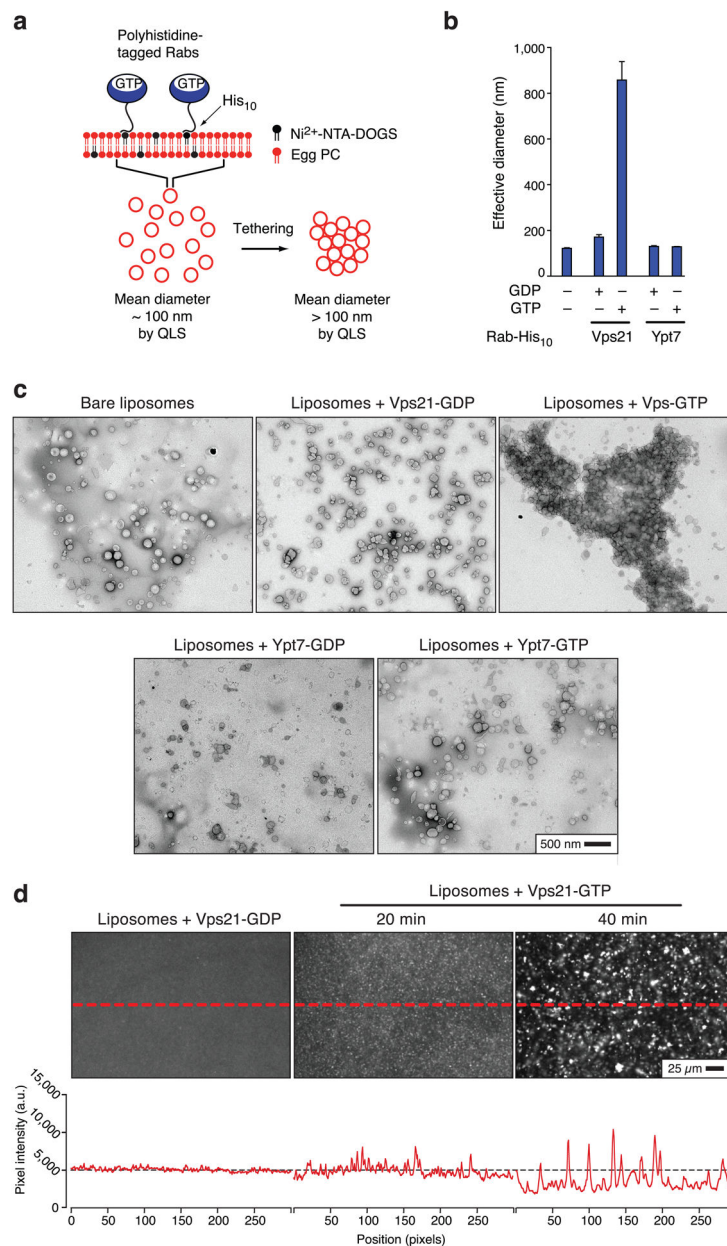 a
Polyhistidine-
tagged Rabs
GTP
GTP
His10
Ni2+-NTA-DOGS
Egg PC
Tethering
Mean diameter
~ 100 nm
by QLS
Mean diameter
> 100 nm
by QLS
b
Effective diameter (nm)
1,000
800
600
400
200
0
GDP – + – + –
GTP – – + – +
Rab-His10 – Vps21 Ypt7
c
Bare liposomes
Liposomes + Vps21-GDP
Liposomes + Vps-GTP
Liposomes + Ypt7-GDP
Liposomes + Ypt7-GTP
500 nm
d
Liposomes + Vps21-GTP
Liposomes + Vps21-GDP
20 min
40 min
25 µm
Pixel intensity (a.u.)
15,000
10,000
5,000
0
0 50 100 150 200 250
50 100 150 200 250
50 100 150 200 250
Position (pixels)